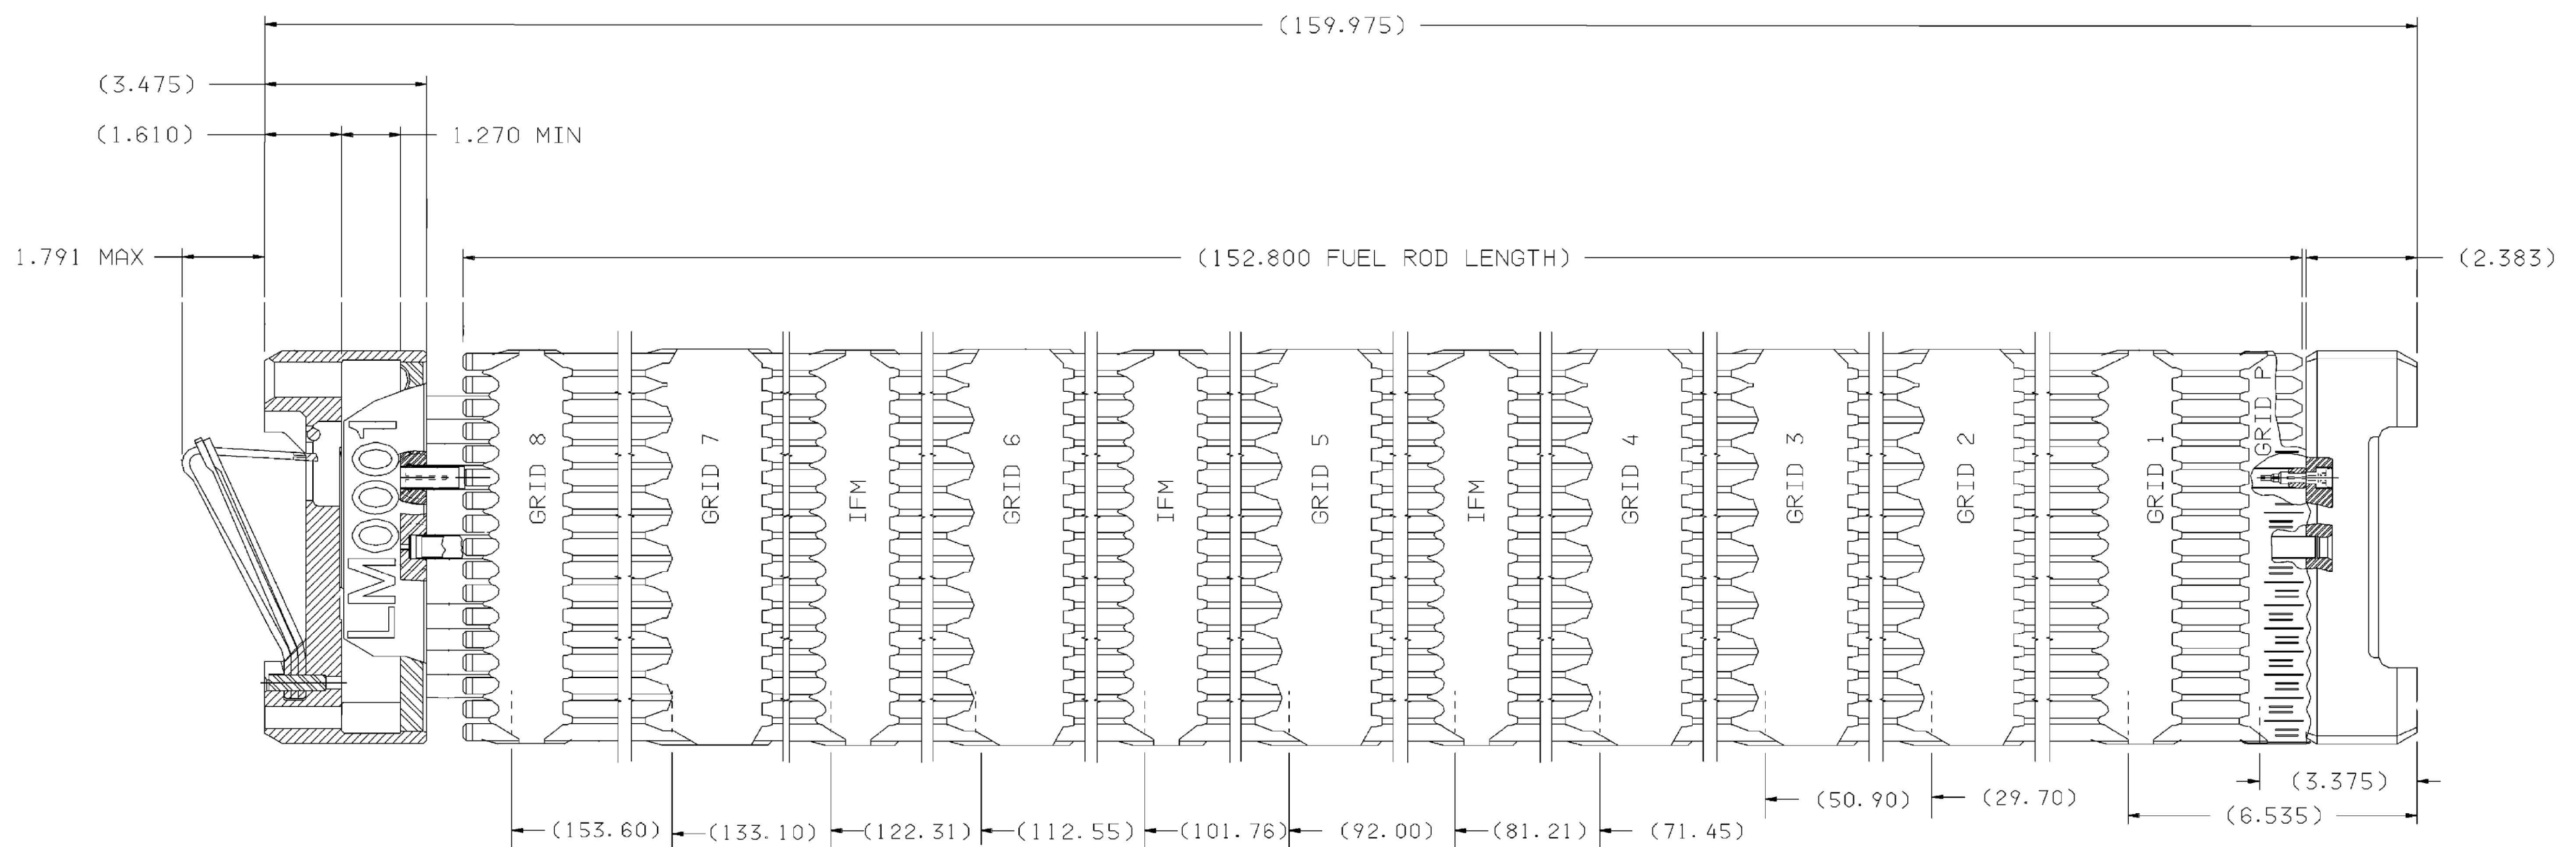 (159.975)
(3.475)
(1.610)
1.270 MIN
1.791 MAX
(152.800 FUEL ROD LENGTH)
(2.383)
LM0001
GRID 8
GRID 7
IFM
GRID 6
IFM
GRID 5
IFM
GRID 4
GRID 3
GRID 2
GRID 1
GRID P
(3.375)
(50.90)
(29.70)
(6.535)
(153.60)
(133.10)
(122.31)
(112.55)
(101.76)
(92.00)
(81.21)
(71.45)